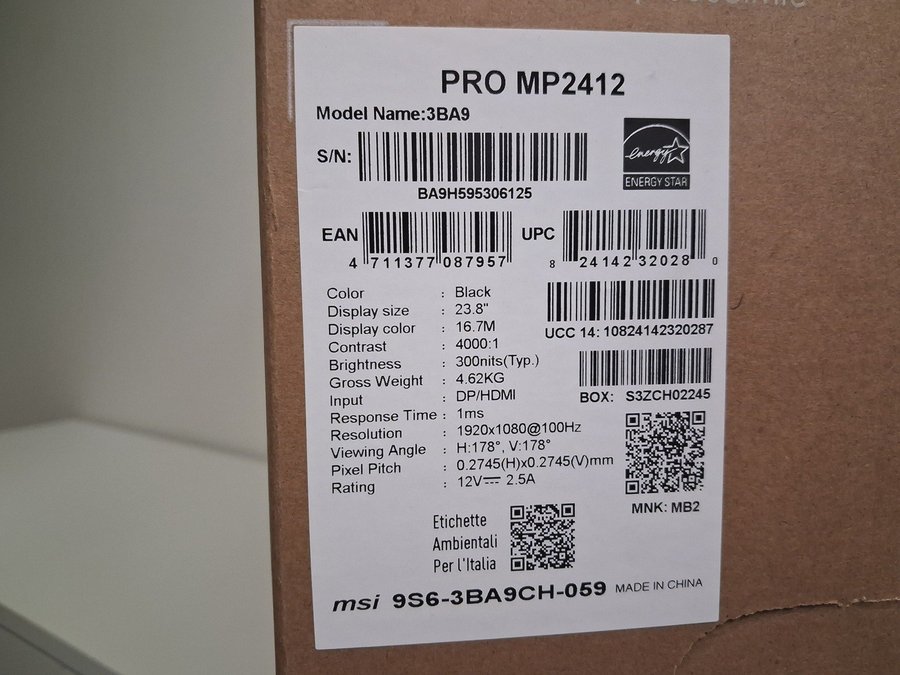 PRO MP2412
Model Name:3BA9
S/N:
BA9H595306125
energy
ENERGY STAR
EAN
4 711377 087957
UPC
8 24142 32028 0
Color : Black
Display size : 23.8"
Display color : 16.7M
Contrast : 4000:1
Brightness : 300nits(Typ.)
Gross Weight : 4.62KG
Input : DP/HDMI
Response Time : 1ms
Resolution : 1920x1080@100Hz
Viewing Angle : H:178°, V:178°
Pixel Pitch : 0.2745(H)x0.2745(V)mm
Rating : 12V⎓ 2.5A
UCC 14: 10824142320287
BOX: S3ZCH02245
MNK: MB2
Etichette
Ambientali
Per l'Italia
msi 9S6-3BA9CH-059 MADE IN CHINA